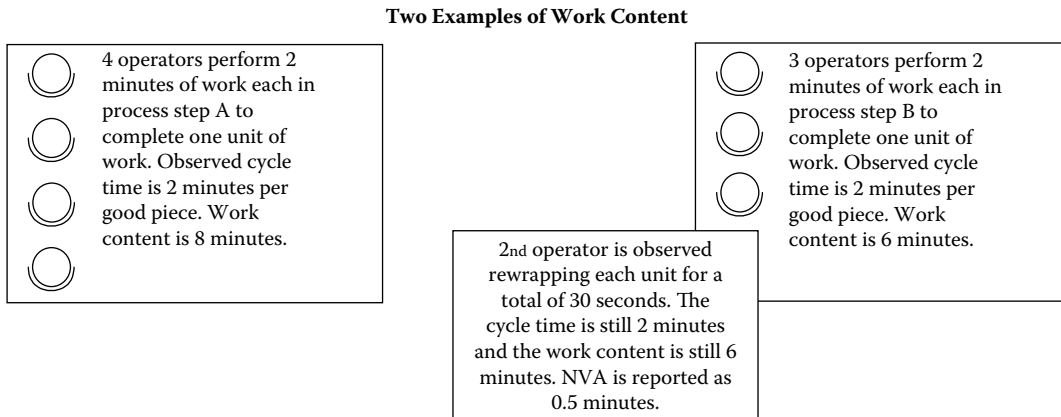 Two Examples of Work Content
4 operators perform 2
minutes of work each in
process step A to
complete one unit of
work. Observed cycle
time is 2 minutes per
good piece. Work
content is 8 minutes.
3 operators perform 2
minutes of work each in
process step B to
complete one unit of
work. Observed cycle
time is 2 minutes per
good piece. Work
content is 6 minutes.
2nd operator is observed
rewrapping each unit for a
total of 30 seconds. The
cycle time is still 2 minutes
and the work content is still 6
minutes. NVA is reported as
0.5 minutes.